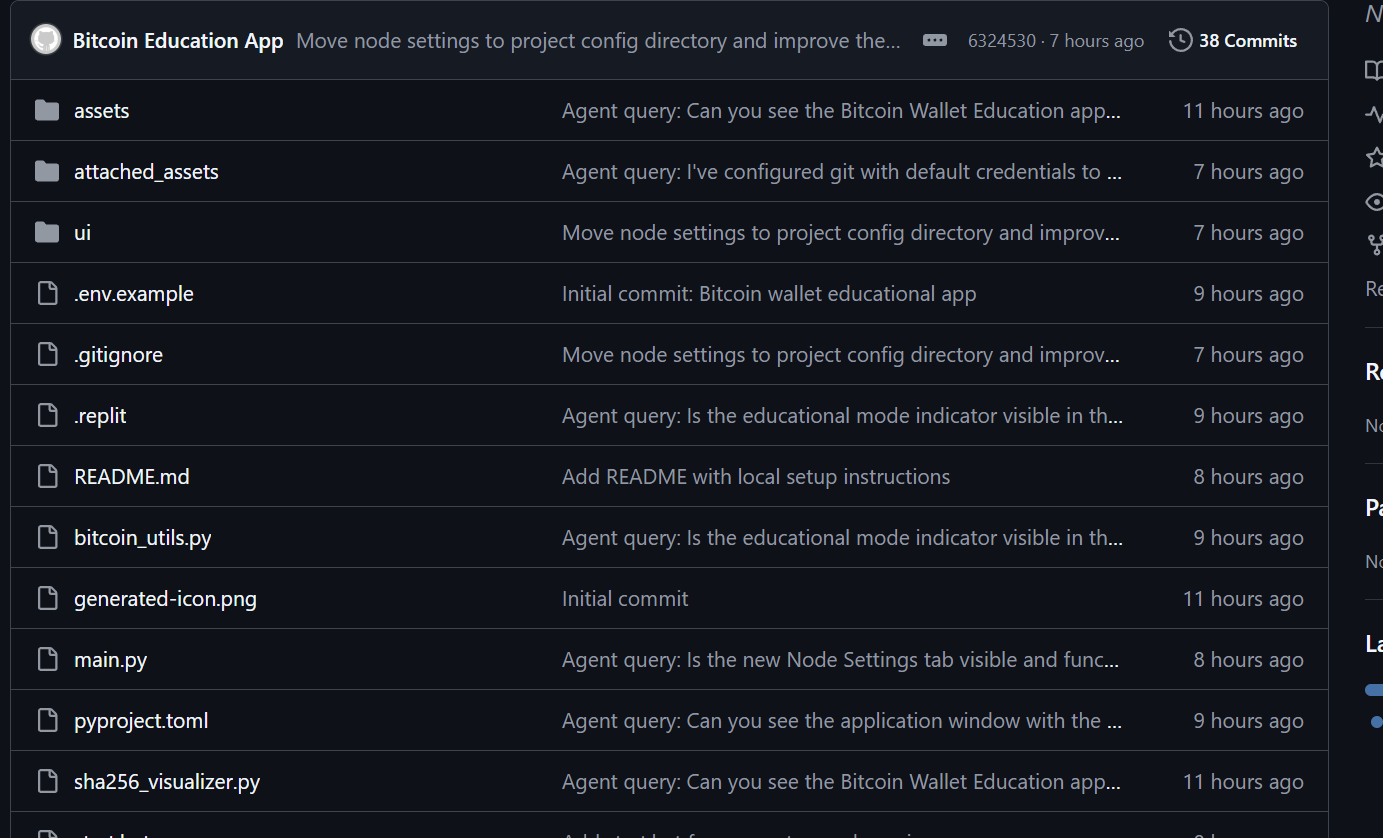 Bitcoin Education App Move node settings to project config directory and improve the... 6324530 · 7 hours ago 38 Commits
assets Agent query: Can you see the Bitcoin Wallet Education app... 11 hours ago
attached_assets Agent query: I've configured git with default credentials to ... 7 hours ago
ui Move node settings to project config directory and improv... 7 hours ago
.env.example Initial commit: Bitcoin wallet educational app 9 hours ago
.gitignore Move node settings to project config directory and improv... 7 hours ago
.replit Agent query: Is the educational mode indicator visible in th... 9 hours ago
README.md Add README with local setup instructions 8 hours ago
bitcoin_utils.py Agent query: Is the educational mode indicator visible in th... 9 hours ago
generated-icon.png Initial commit 11 hours ago
main.py Agent query: Is the new Node Settings tab visible and func... 8 hours ago
pyproject.toml Agent query: Can you see the application window with the ... 9 hours ago
sha256_visualizer.py Agent query: Can you see the Bitcoin Wallet Education app... 11 hours ago